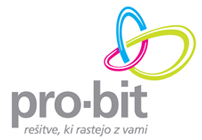 pro-bit
rešitve, ki rastejo z vami